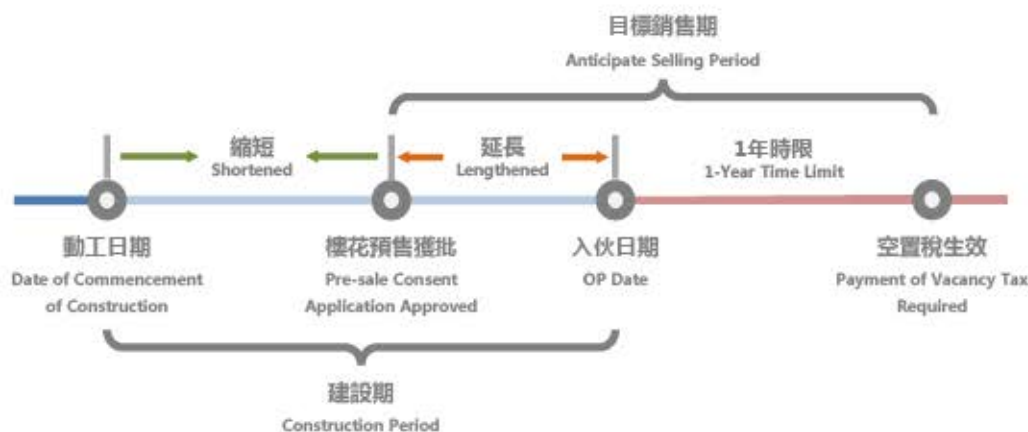 目標銷售期
Anticipate Selling Period
縮短
Shortened
延長
Lengthened
1年時限
1-Year Time Limit
動工日期
Date of Commencement
of Construction
樓花預售獲批
Pre-sale Consent
Application Approved
入伙日期
OP Date
空置稅生效
Payment of Vacancy Tax
Required
建設期
Construction Period